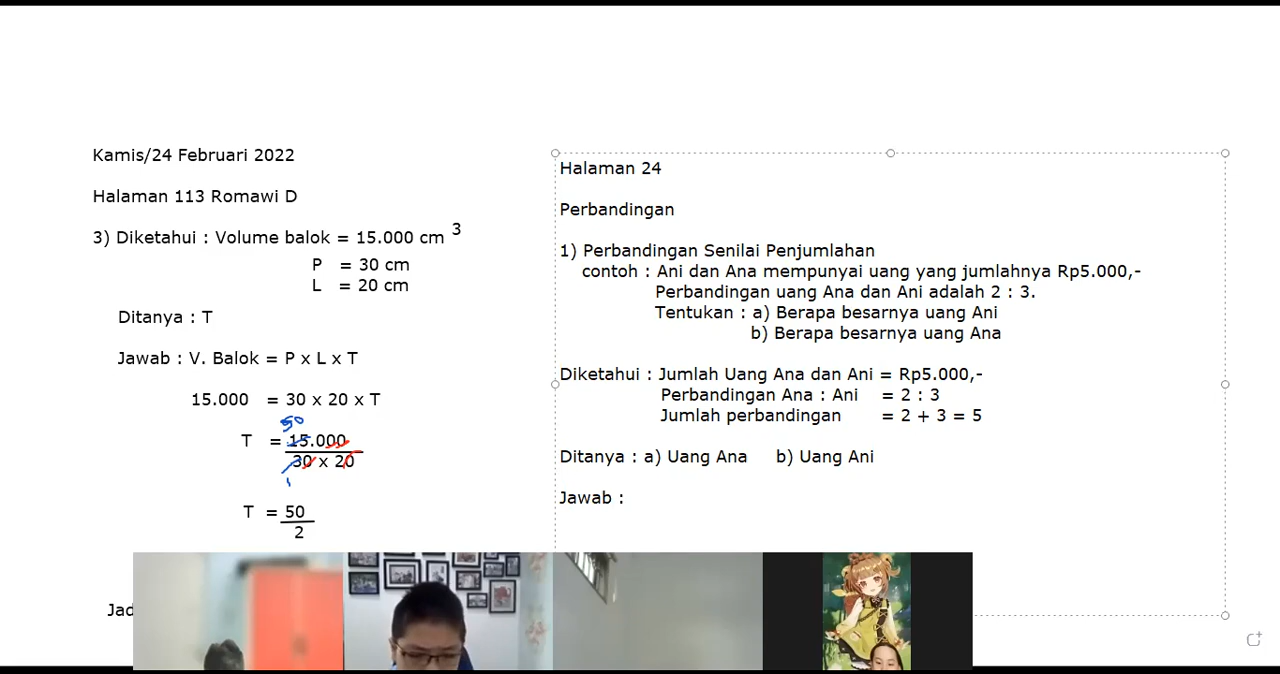 Kamis/24 Februari 2022
Halaman 113 Romawi D
3) Diketahui : Volume balok = 15.000 cm 3
P = 30 cm
L = 20 cm
Ditanya : T
Jawab : V. Balok = P x L x T
15.000 = 30 x 20 x T
50
T = 15.000
30 x 20
1
T = 50
2
Halaman 24
Perbandingan
1) Perbandingan Senilai Penjumlahan
contoh : Ani dan Ana mempunyai uang yang jumlahnya Rp5.000,-
Perbandingan uang Ana dan Ani adalah 2 : 3.
Tentukan : a) Berapa besarnya uang Ani
b) Berapa besarnya uang Ana
Diketahui : Jumlah Uang Ana dan Ani = Rp5.000,-
Perbandingan Ana : Ani = 2 : 3
Jumlah perbandingan = 2 + 3 = 5
Ditanya : a) Uang Ana b) Uang Ani
Jawab :